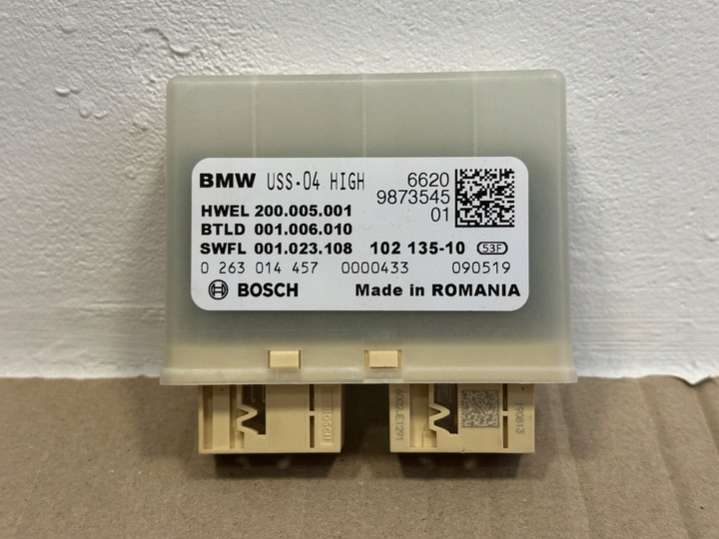 BMW USS-04 HIGH 6620
9873545
HWEL 200.005.001 01
BTLD 001.006.010
SWFL 001.023.108 102 135-10 S3F
0 263 014 457 0000433 090519
BOSCH Made in ROMANIA